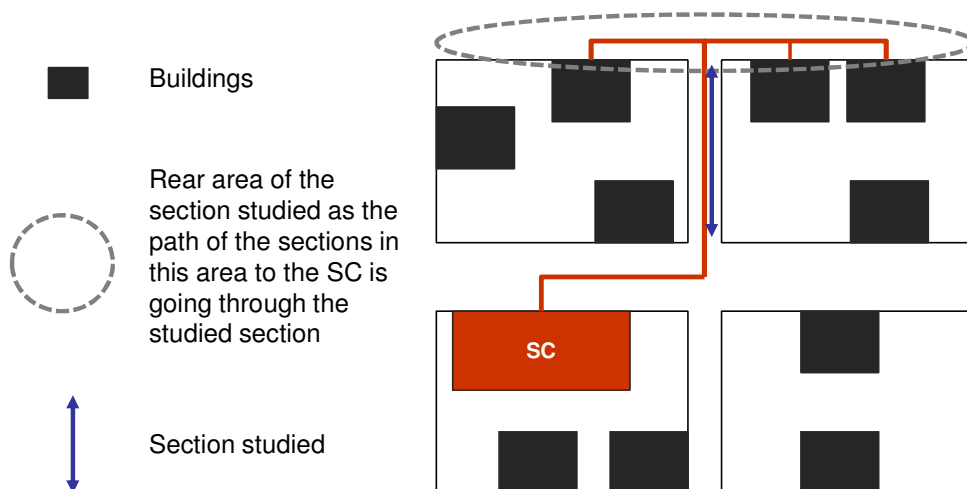 Buildings
Rear area of the
section studied as the
path of the sections in
this area to the SC is
going through the
studied section
Section studied
SC